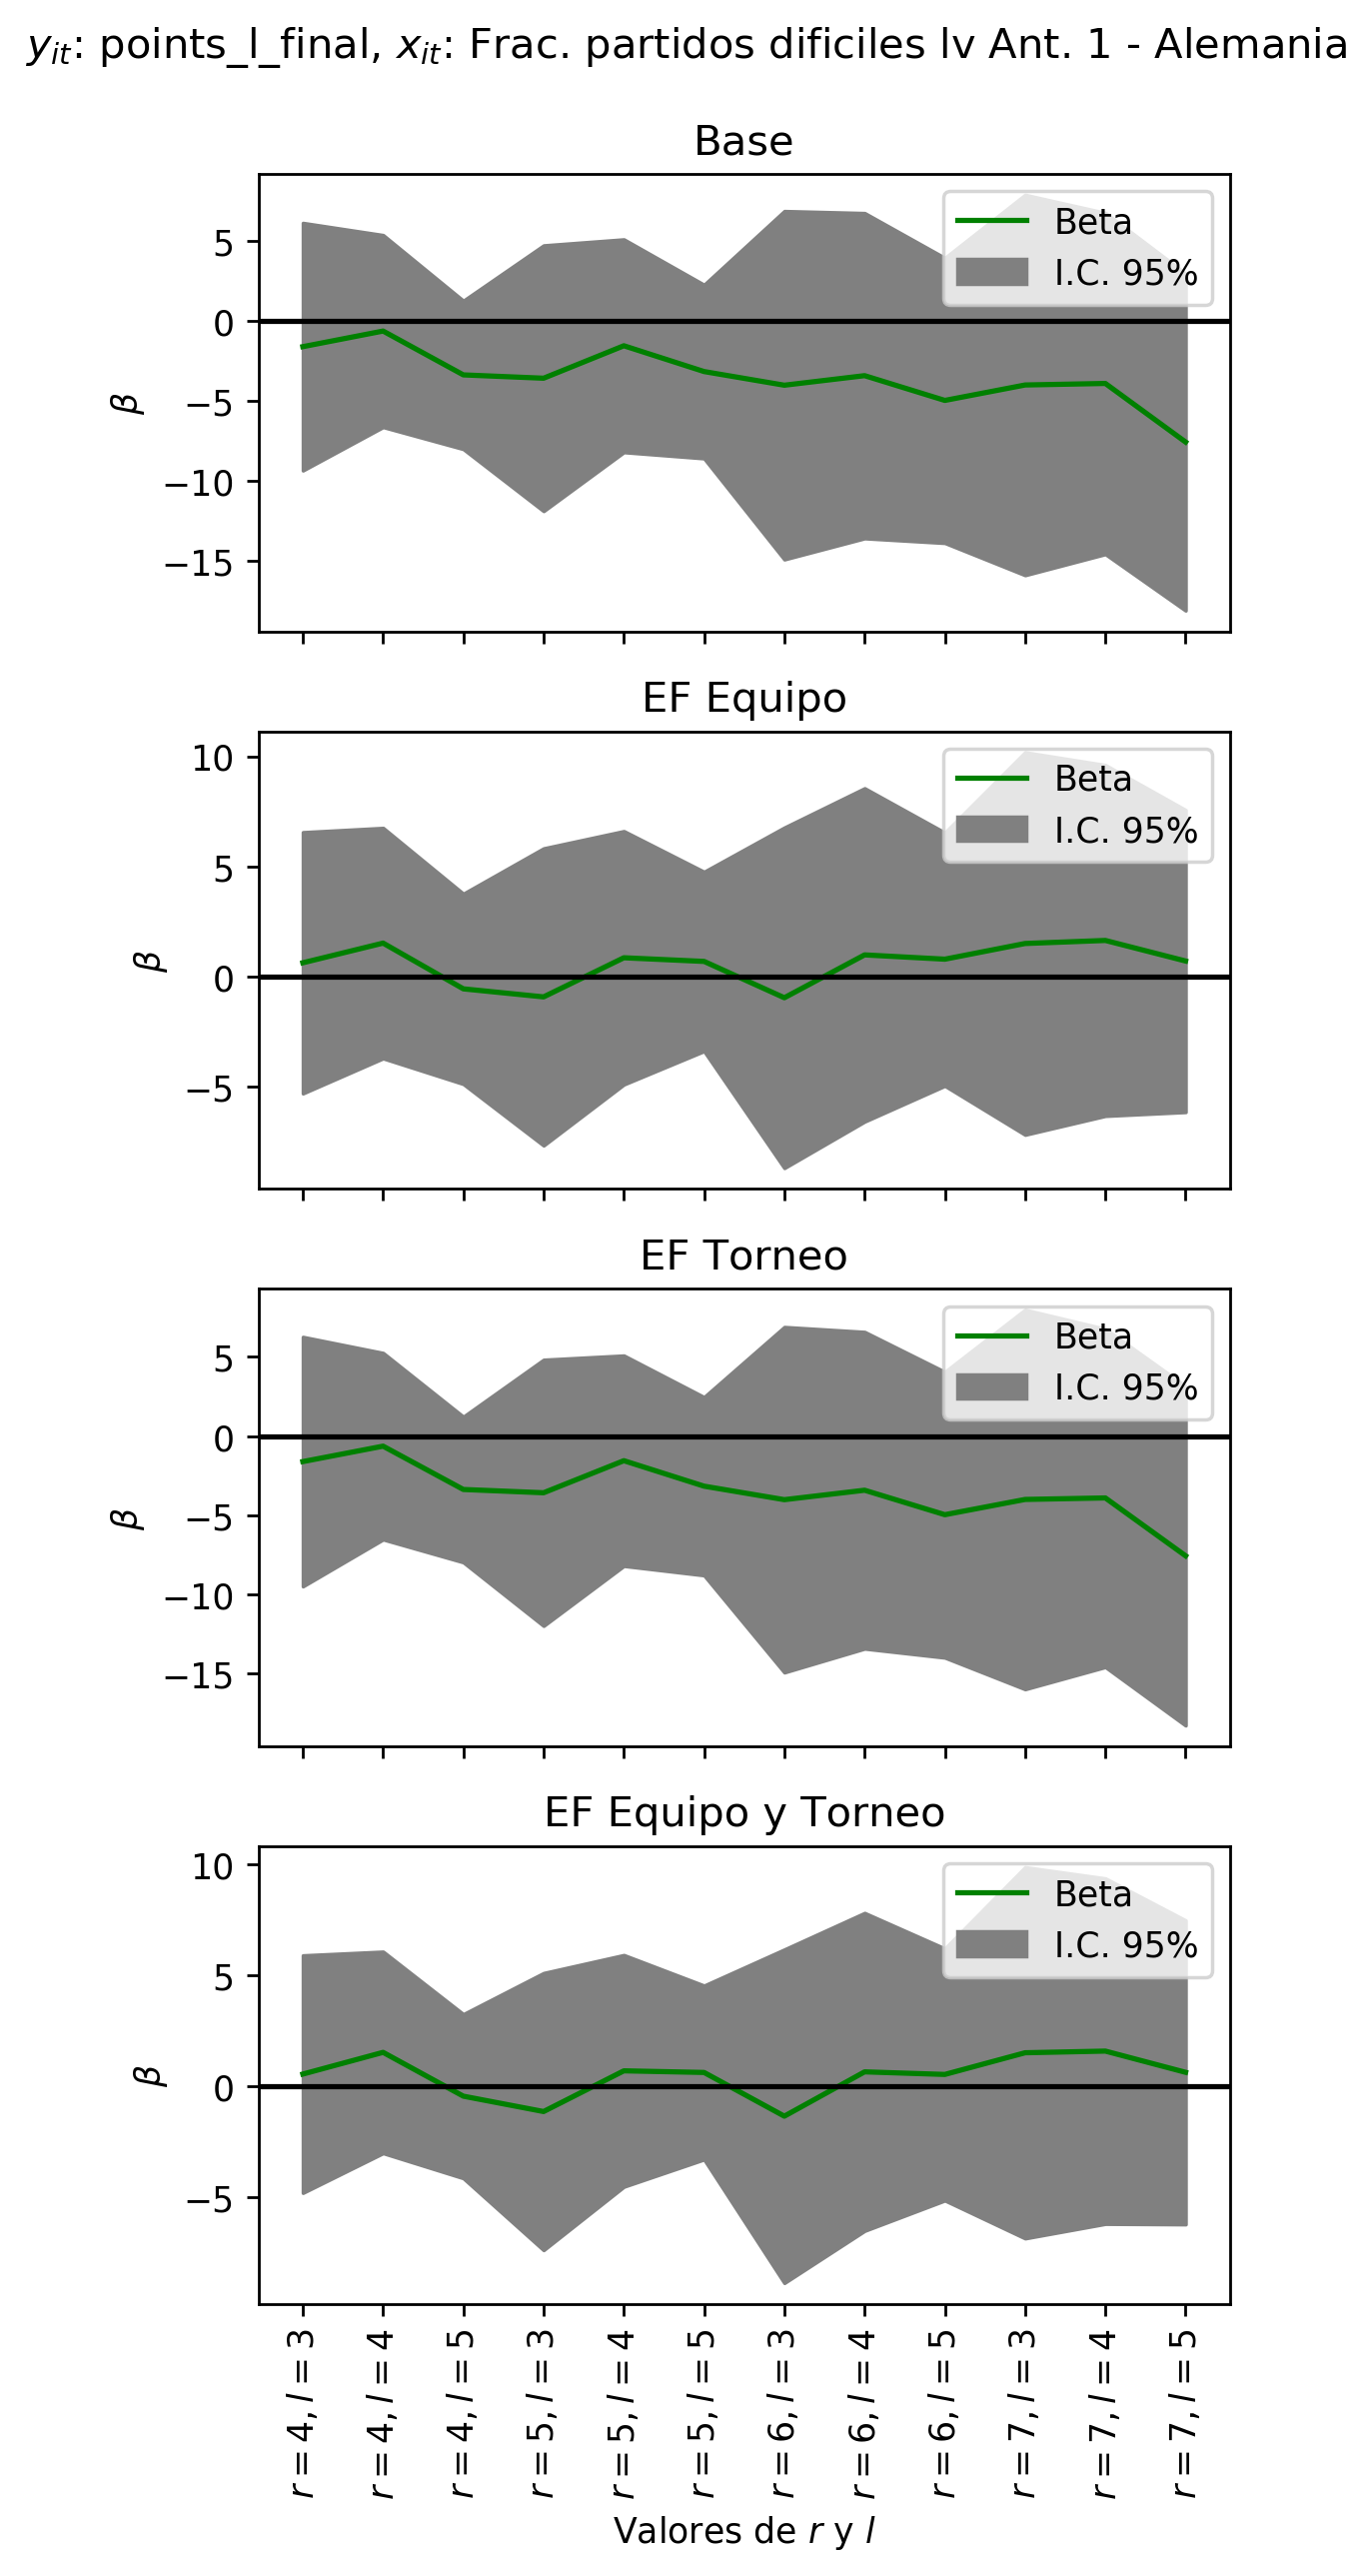 y_it: points_l_final, x_it: Frac. partidos dificiles lv Ant. 1 - Alemania
Base
Beta
I.C. 95%
5
0
−5
−10
−15
β
EF Equipo
Beta
I.C. 95%
10
5
0
−5
β
EF Torneo
Beta
I.C. 95%
5
0
−5
−10
−15
β
EF Equipo y Torneo
Beta
I.C. 95%
10
5
0
−5
β
r = 4, l = 3
r = 4, l = 4
r = 4, l = 5
r = 5, l = 3
r = 5, l = 4
r = 5, l = 5
r = 6, l = 3
r = 6, l = 4
r = 6, l = 5
r = 7, l = 3
r = 7, l = 4
r = 7, l = 5
Valores de r y l